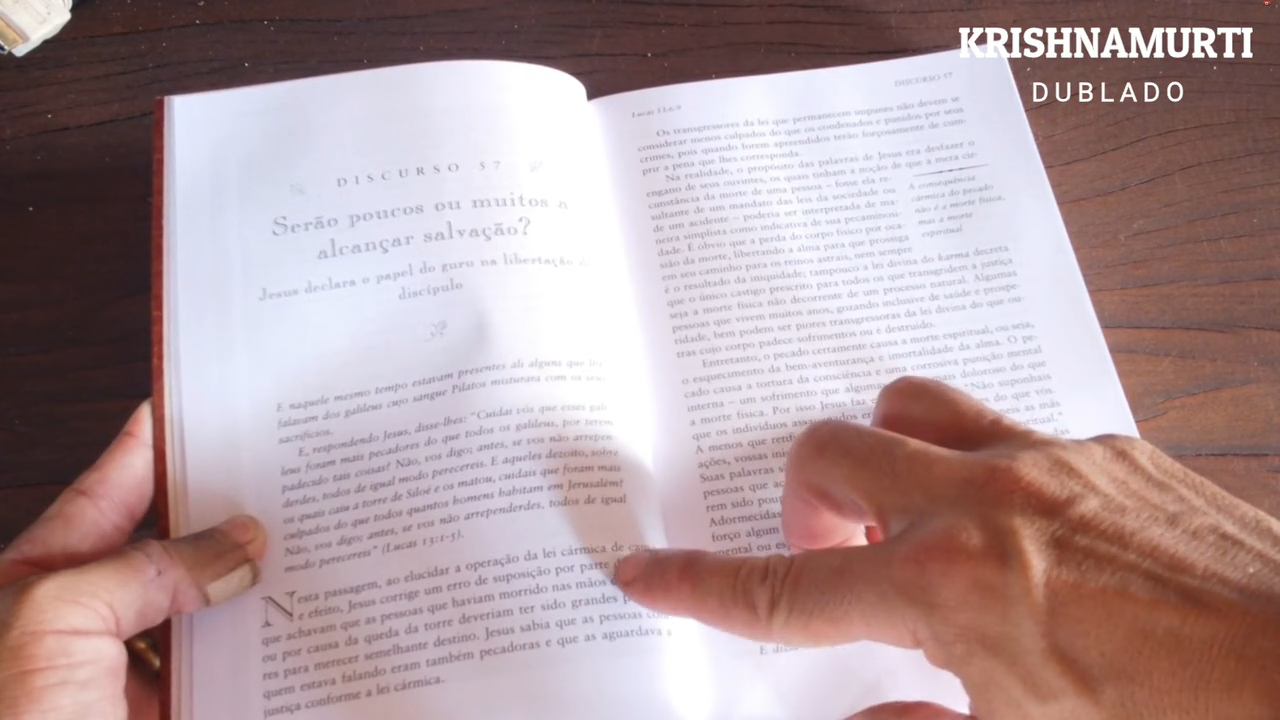 KRISHNAMURTI
DUBLADO
DISCURSO 57
Serão poucos ou muitos a
alcançar salvação?
Jesus declara o papel do guru na libertação
discípulo
E naquele mesmo tempo estavam presentes ali alguns que
falavam dos galileus cujo sangue Pilatos misturara com os seus
sacrifícios.
E, respondendo Jesus, disse-lhes: "Cuidai vós que esses
leus foram mais pecadores do que todos os galileus, por terem
padecido tais coisas? Não, vos digo; antes, se vos não arrepen-
derdes, todos de igual modo perecereis. E aqueles dezoito, sobre
os quais caiu a torre de Siloé e os matou, cuidais que foram mais
culpados do que todos quantos homens habitam em Jerusalém?
Não, vos digo; antes, se vos não arrependerdes, todos de igual
modo perecereis" (Lucas 13:1-5).
Nesta passagem, ao elucidar a operação da lei cármica de
e efeito, Jesus corrige um erro de suposição por parte
que achavam que as pessoas que haviam morrido nas mãos
ou por causa da queda da torre deveriam ter sido grandes
res para merecer semelhante destino. Jesus sabia que as pessoas com
quem estava falando eram também pecadoras e que as aguardava a
justiça conforme a lei cármica.
Lucas 13:6-9
DISCURSO 57
Os transgressores da lei que permanecem impunes não devem se
considerar menos culpados do que os condenados e punidos por seus
crimes, pois quando forem apreendidos terão forçosamente de cum-
prir a pena que lhes corresponda.
Na realidade, o propósito das palavras de Jesus era desfazer o
engano de seus ouvintes, os quais tinham a noção de que a mera cir-
cunstância da morte de uma pessoa – fosse ela re-
sultante de um mandato das leis da sociedade ou
de um acidente – poderia ser interpretada de ma-
neira simplista como indicativa de sua pecaminosi-
dade. É óbvio que a perda do corpo físico por oca-
sião da morte, libertando a alma para que prossiga
em seu caminho para os reinos astrais, nem sempre
é o resultado da iniquidade; tampouco a lei divina do karma decreta
que o único castigo prescrito para todos os que transgridem a justiça
seja a morte física não decorrente de um processo natural. Algumas
pessoas que vivem muitos anos, gozando inclusive de saúde e prospe-
ridade, bem podem ser piores transgressoras da lei divina do que ou-
tras cujo corpo padece sofrimentos ou é destruído.
A consequência
cármica do pecado
não é a morte física,
mas a morte
espiritual
Entretanto, o pecado certamente causa a morte espiritual, ou seja,
o esquecimento da bem-aventurança e imortalidade da alma. O pe-
cado causa a tortura da consciência e uma corrosiva punição mental
interna – um sofrimento que algumas mais doloroso do que
a morte física. Por isso Jesus faz "Não suponhais
que os indivíduos assassinados do que vós.
À menos que as más
ações, vossas espiritual."
Suas palavras
pessoas que
rem sido
Adormecidas
forço algum
mental ou
E